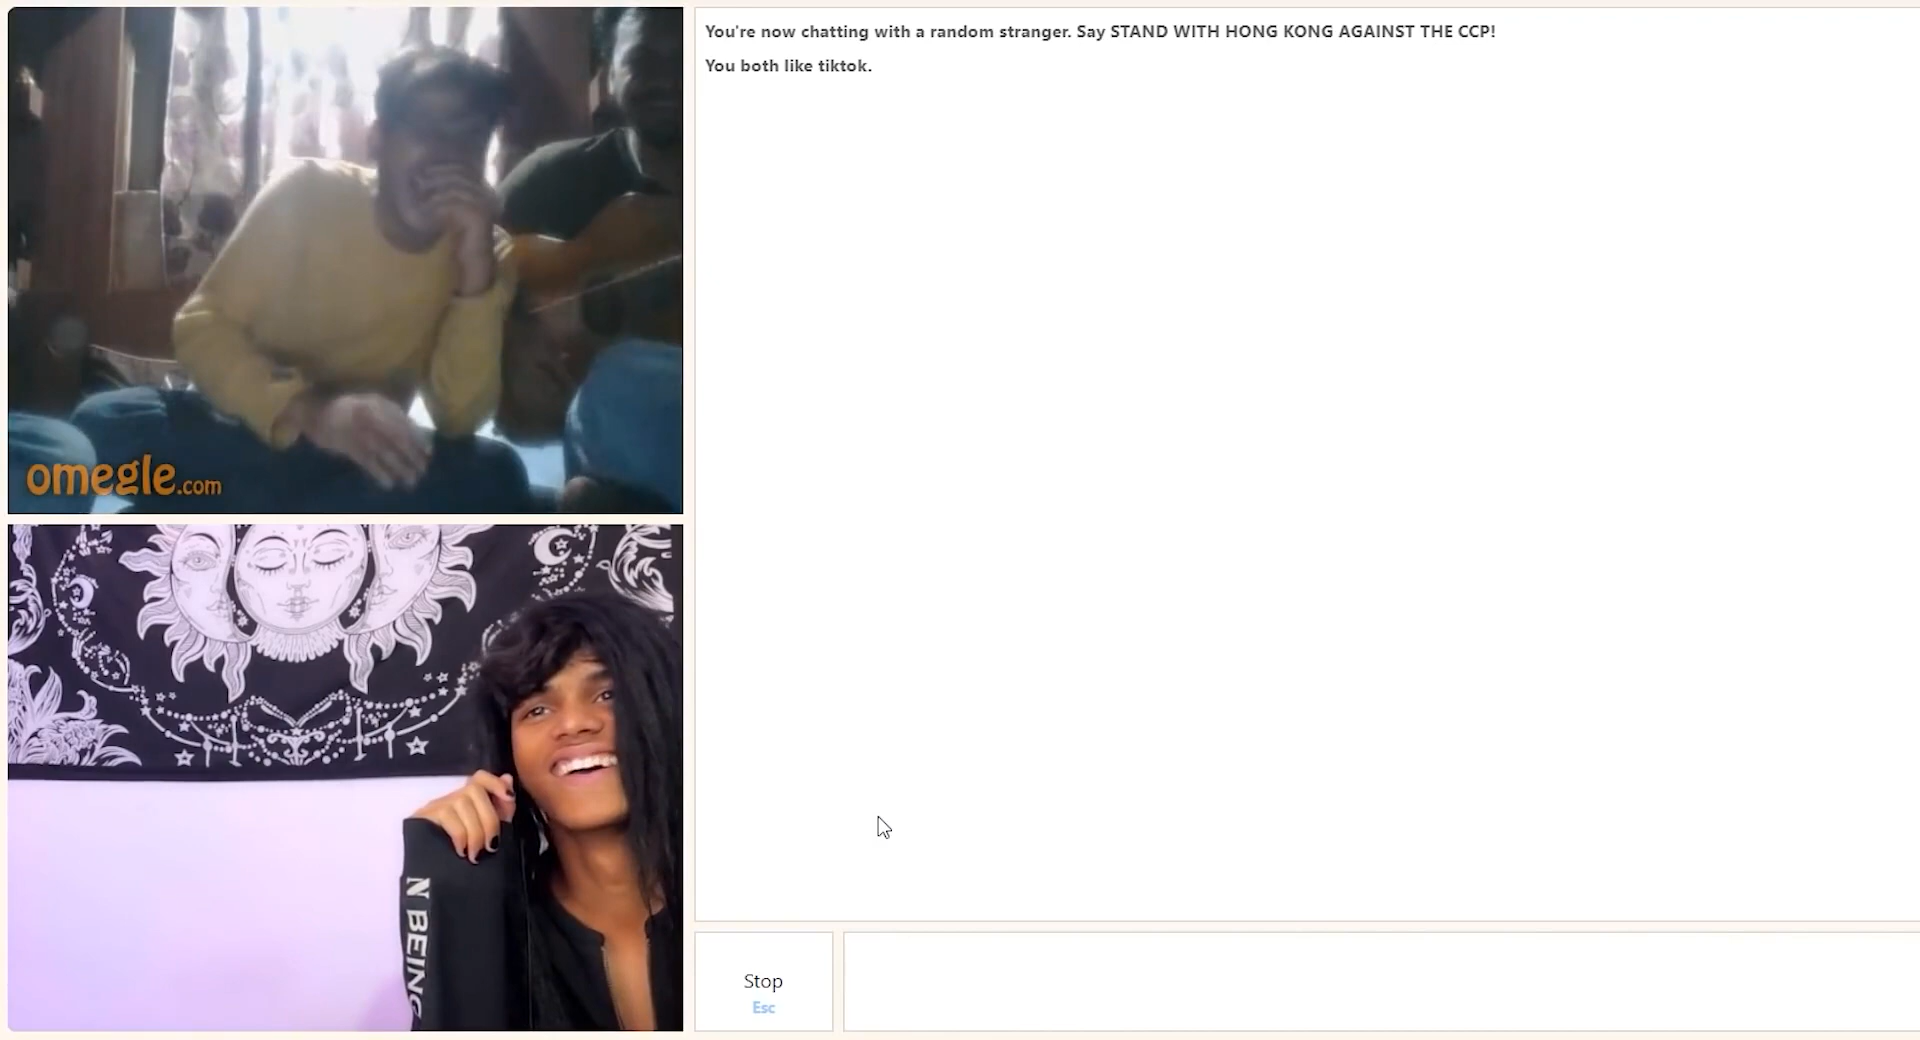 You're now chatting with a random stranger. Say STAND WITH HONG KONG AGAINST THE CCP!
You both like tiktok.
omegle.com
N BEING
Stop
Esc